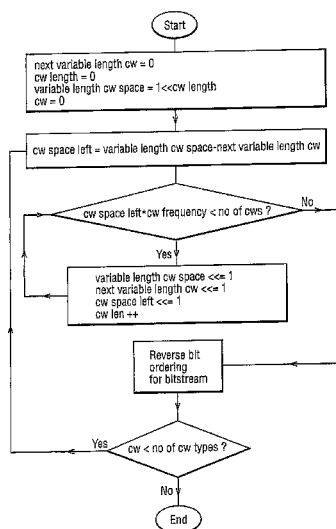 Start
next variable length cw = 0
cw length = 0
variable length cw space = 1<<cw length
cw = 0
cw space left = variable length cw space-next variable length cw
cw space left*cw frequency < no of cws ?
No
Yes
variable length cw space <<= 1
next variable length cw <<= 1
cw space left <<= 1
cw len ++
Reverse bit
ordering
for bitstream
Yes
cw < no of cw types ?
No
End